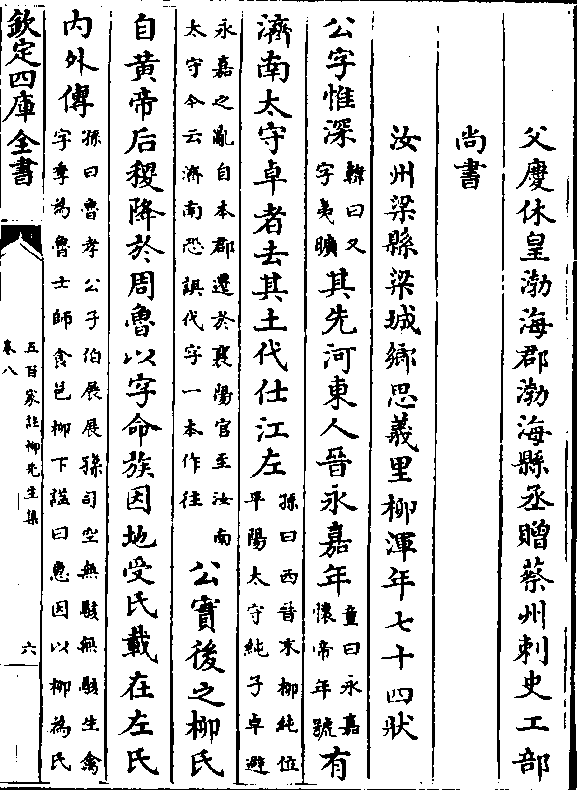 父慶休皇渤海郡渤海縣丞贈蔡州刺史工部
尚書
汝州梁縣梁城鄉思義里柳渾年七十四狀
公字惟深韓曰又字夷曠其先河東人晉永嘉年童曰永嘉懷帝年號有
濟南太守卓者去其土代仕江左孫曰西晉末柳純位平陽太守純子卓避
永嘉之亂自本郡遷於襄陽官至汝南太守今云濟南恐誤代字一本作往公實後之柳氏
自黄帝后稷降於周魯以字命族因地受氏載在左氏
内外傳孫曰魯孝公子伯展展孫司空無駭無駭生禽字季為魯士師食邑柳下諡曰惠因以柳為氏
欽定四庫全書
五百家註柳先生集
卷八
六